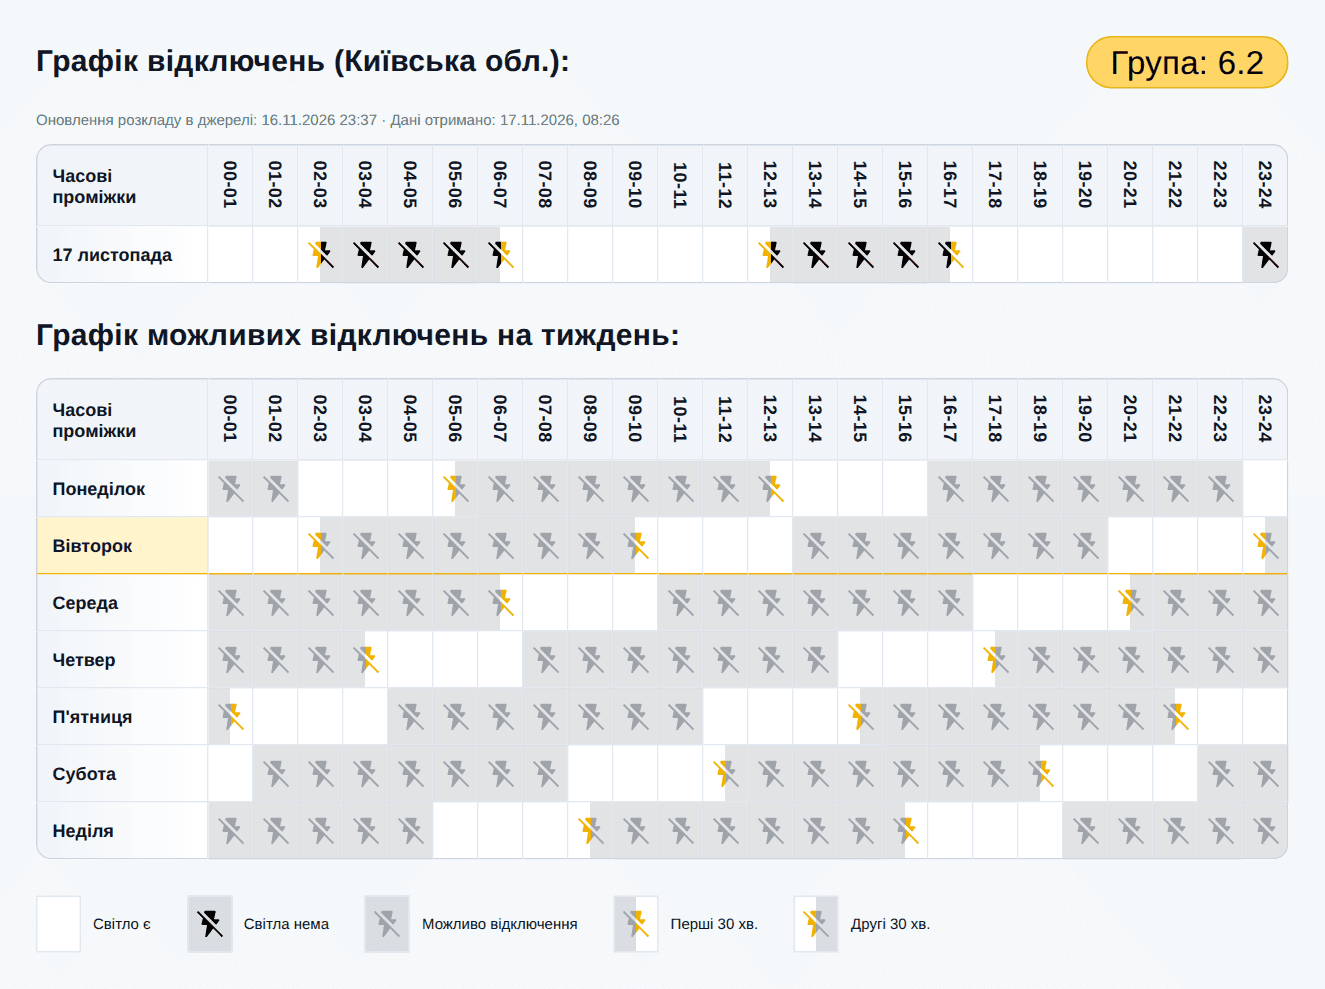 Графік відключень (Київська обл.):
Група: 6.2
Оновлення розкладу в джерелі: 16.11.2026 23:37 · Дані отримано: 17.11.2026, 08:26
Часові
проміжки
00-01 01-02 02-03 03-04 04-05 05-06 06-07 07-08 08-09 09-10 10-11 11-12 12-13 13-14 14-15 15-16 16-17 17-18 18-19 19-20 20-21 21-22 22-23 23-24
17 листопада
Графік можливих відключень на тиждень:
Часові
проміжки
00-01 01-02 02-03 03-04 04-05 05-06 06-07 07-08 08-09 09-10 10-11 11-12 12-13 13-14 14-15 15-16 16-17 17-18 18-19 19-20 20-21 21-22 22-23 23-24
Понеділок
Вівторок
Середа
Четвер
П'ятниця
Субота
Неділя
Світло є Світла нема Можливо відключення Перші 30 хв. Другі 30 хв.